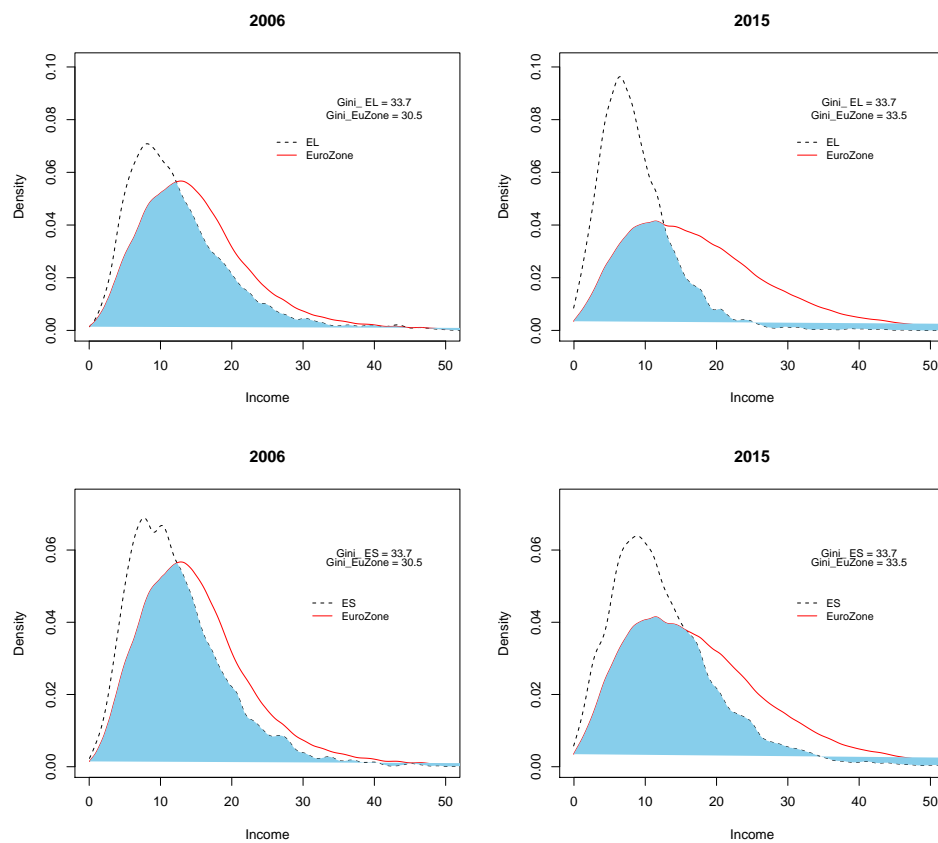 2006
0.00 0.02 0.04 0.06 0.08 0.10
Density
Gini_ EL = 33.7
Gini_EuZone = 30.5
EL
EuroZone
0 10 20 30 40 50
Income
2015
0.00 0.02 0.04 0.06 0.08 0.10
Density
Gini_ EL = 33.7
Gini_EuZone = 33.5
EL
EuroZone
0 10 20 30 40 50
Income
2006
0.00 0.02 0.04 0.06
Density
Gini_ ES = 33.7
Gini_EuZone = 30.5
ES
EuroZone
0 10 20 30 40 50
Income
2015
0.00 0.02 0.04 0.06
Density
Gini_ ES = 33.7
Gini_EuZone = 33.5
ES
EuroZone
0 10 20 30 40 50
Income